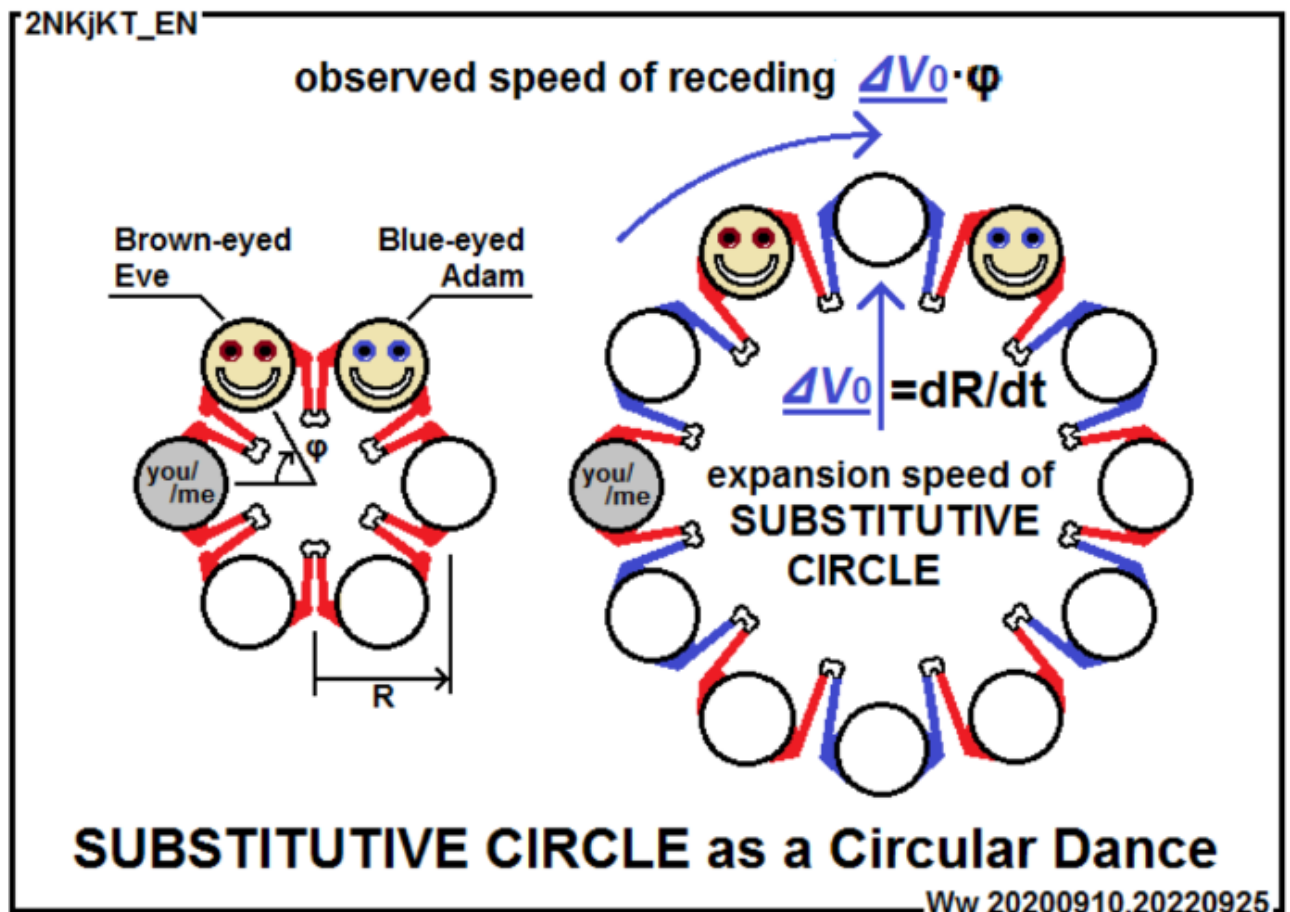 2NKjKT_EN
observed speed of receding ΔV0·φ
Brown-eyed
Eve
Blue-eyed
Adam
φ
you/
/me
R
ΔV0 =dR/dt
you/
/me
expansion speed of
SUBSTITUTIVE
CIRCLE
SUBSTITUTIVE CIRCLE as a Circular Dance
Ww 20200910,20220925